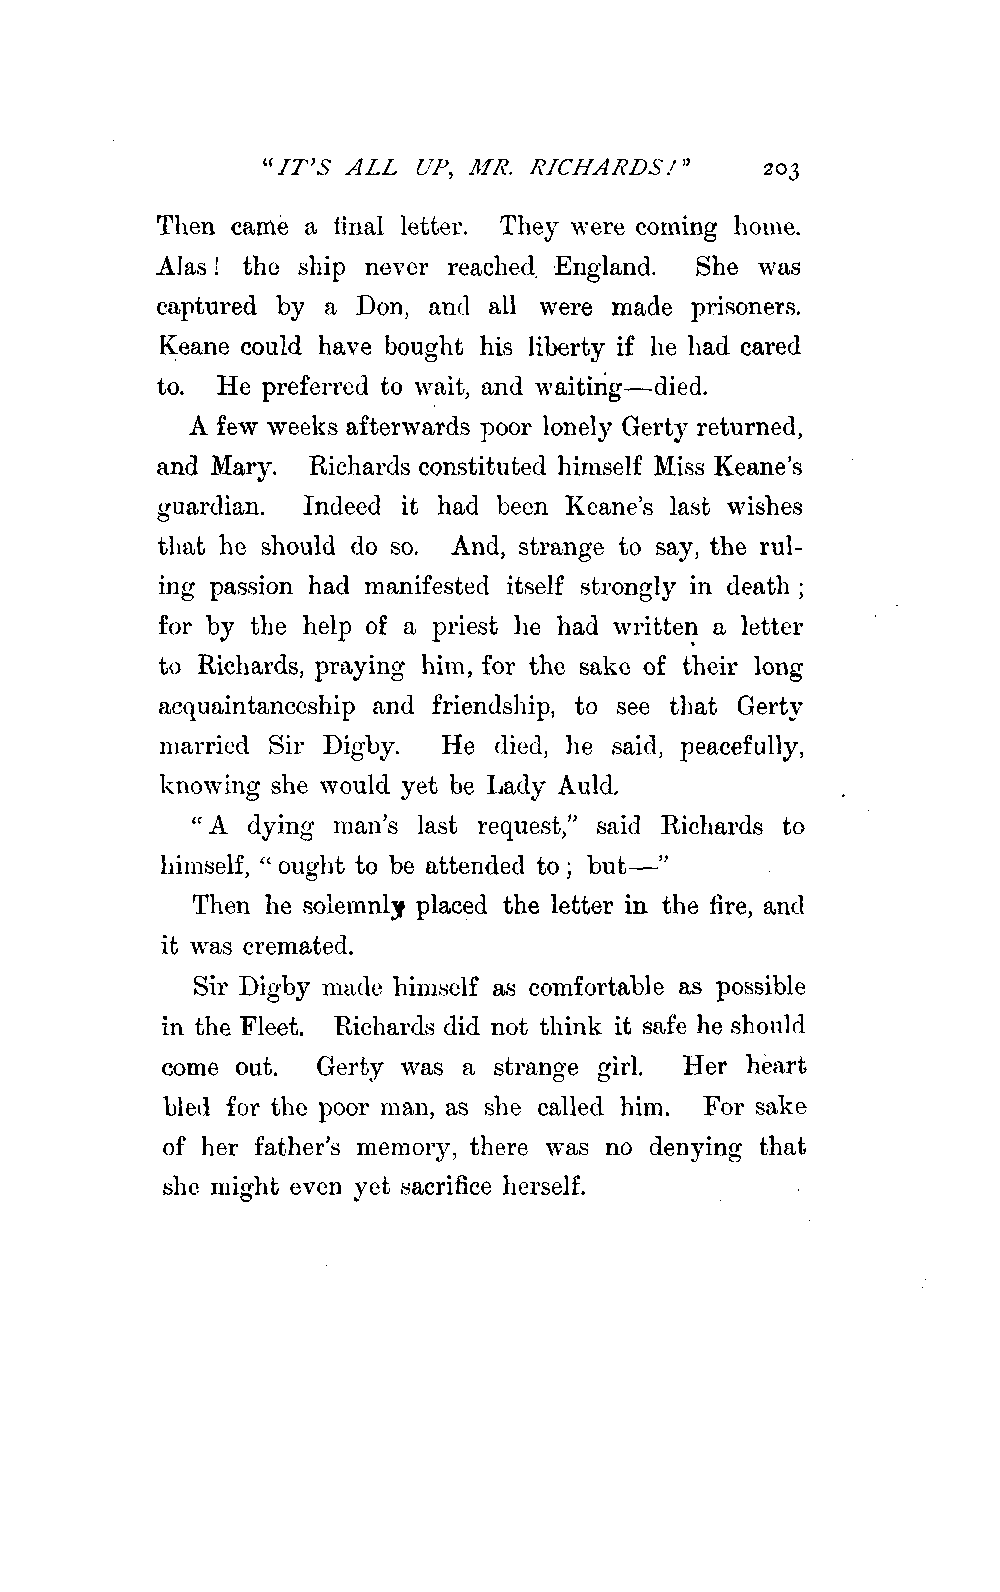 "IT'S ALL UP, MR. RICHARDS!" 203
Then came a final letter. They were coming home.
Alas! the ship never reached England. She was
captured by a Don, and all were made prisoners.
Keane could have bought his liberty if he had cared
to. He preferred to wait, and waiting—died.
A few weeks afterwards poor lonely Gerty returned,
and Mary. Richards constituted himself Miss Keane's
guardian. Indeed it had been Keane's last wishes
that he should do so. And, strange to say, the rul-
ing passion had manifested itself strongly in death;
for by the help of a priest he had written a letter
to Richards, praying him, for the sake of their long
acquaintanceship and friendship, to see that Gerty
married Sir Digby. He died, he said, peacefully,
knowing she would yet be Lady Auld.
"A dying man's last request," said Richards to
himself, "ought to be attended to; but—"
Then he solemnly placed the letter in the fire, and
it was cremated.
Sir Digby made himself as comfortable as possible
in the Fleet. Richards did not think it safe he should
come out. Gerty was a strange girl. Her heart
bled for the poor man, as she called him. For sake
of her father's memory, there was no denying that
she might even yet sacrifice herself.